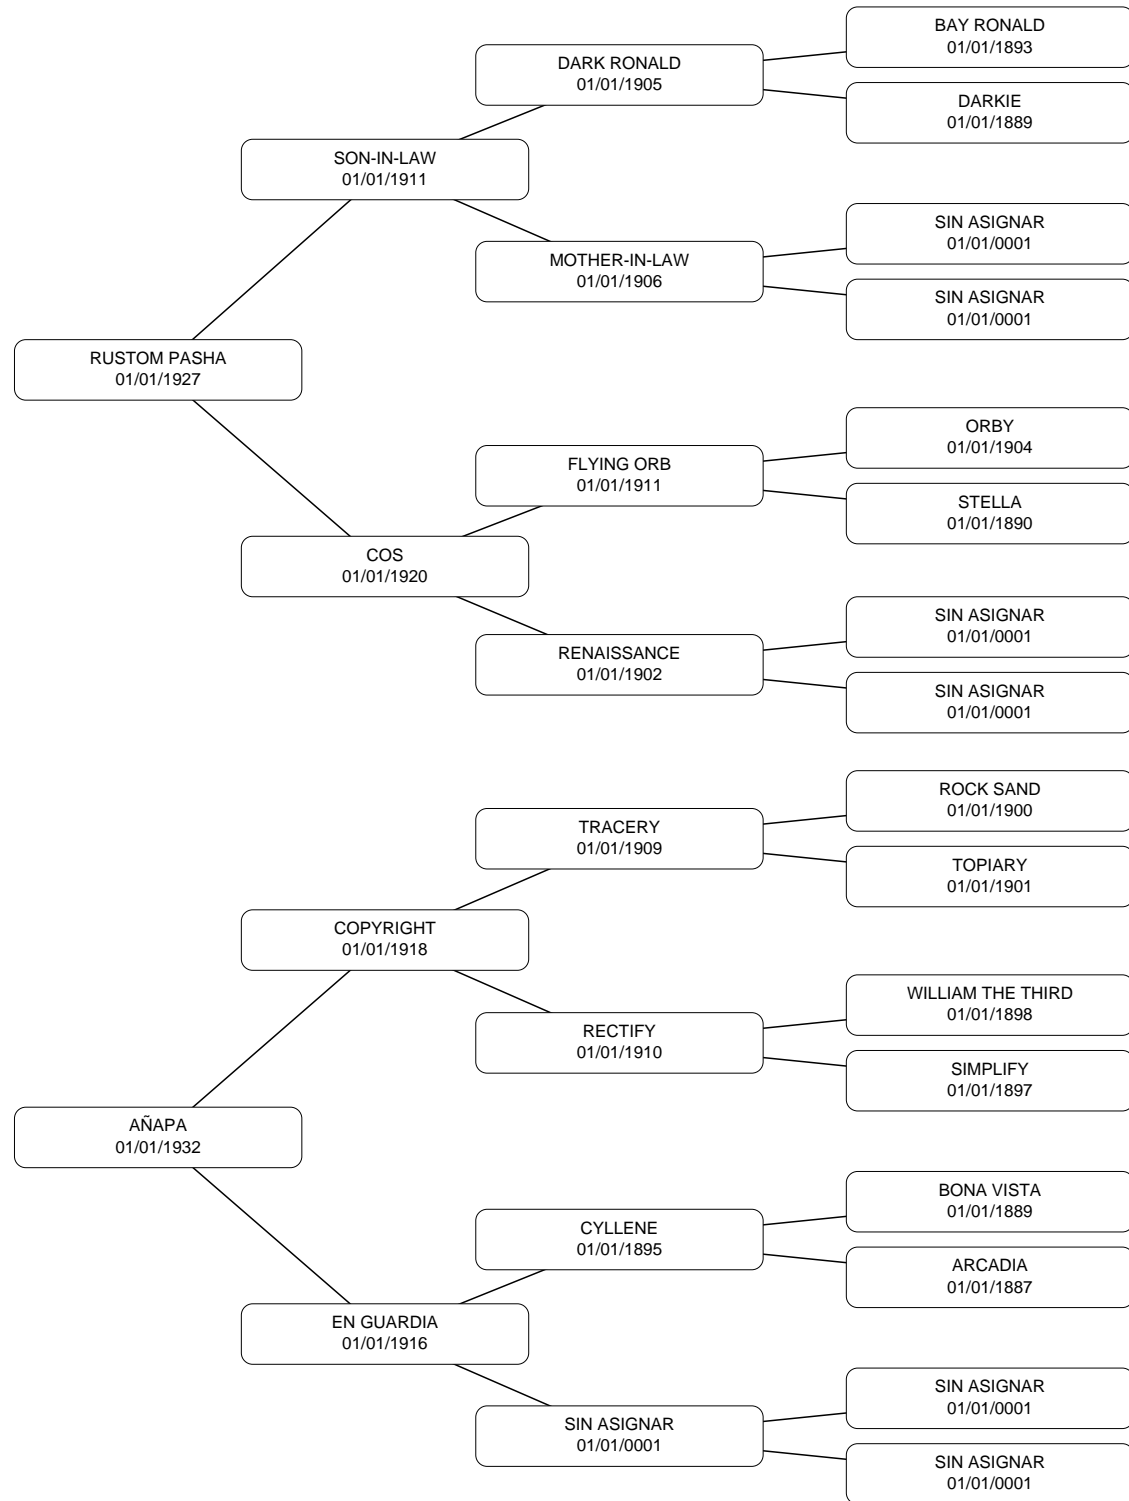 BAY RONALD
01/01/1893
DARK RONALD
01/01/1905
DARKIE
01/01/1889
SON-IN-LAW
01/01/1911
SIN ASIGNAR
01/01/0001
MOTHER-IN-LAW
01/01/1906
SIN ASIGNAR
01/01/0001
RUSTOM PASHA
01/01/1927
ORBY
01/01/1904
FLYING ORB
01/01/1911
STELLA
01/01/1890
COS
01/01/1920
SIN ASIGNAR
01/01/0001
RENAISSANCE
01/01/1902
SIN ASIGNAR
01/01/0001
ROCK SAND
01/01/1900
TRACERY
01/01/1909
TOPIARY
01/01/1901
COPYRIGHT
01/01/1918
WILLIAM THE THIRD
01/01/1898
RECTIFY
01/01/1910
SIMPLIFY
01/01/1897
AÑAPA
01/01/1932
BONA VISTA
01/01/1889
CYLLENE
01/01/1895
ARCADIA
01/01/1887
EN GUARDIA
01/01/1916
SIN ASIGNAR
01/01/0001
SIN ASIGNAR
01/01/0001
SIN ASIGNAR
01/01/0001